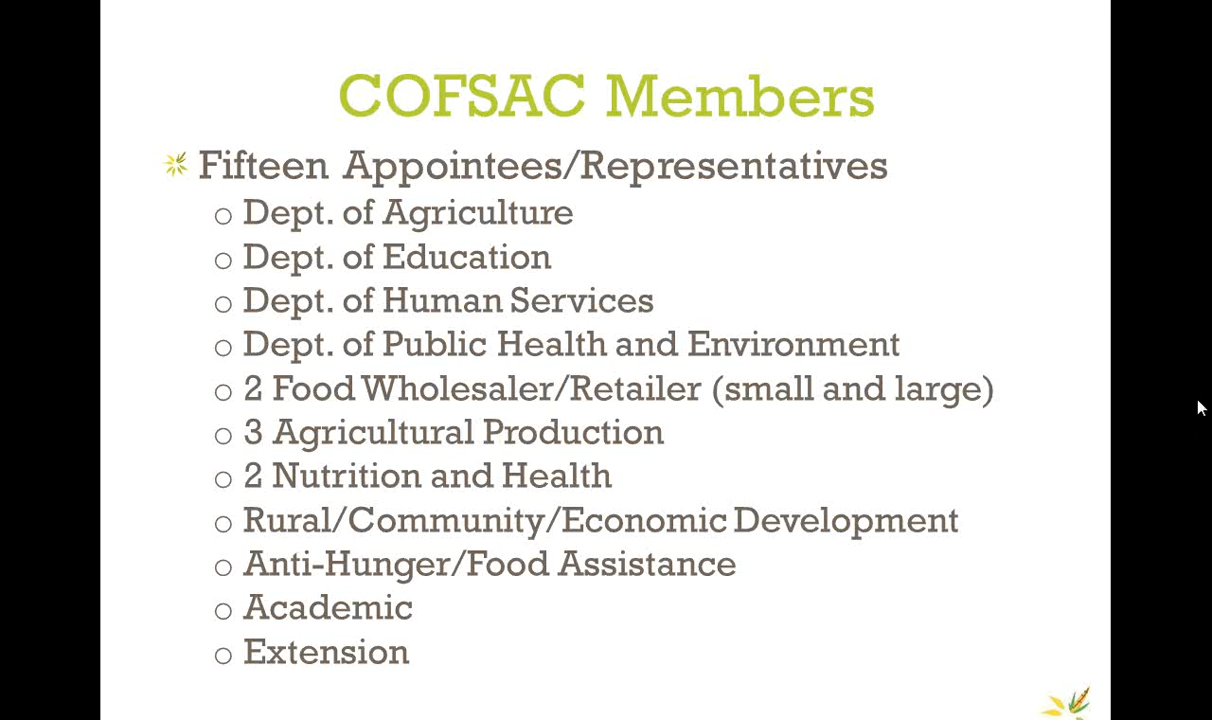 COFSAC Members
Fifteen Appointees/Representatives
Dept. of Agriculture
Dept. of Education
Dept. of Human Services
Dept. of Public Health and Environment
2 Food Wholesaler/Retailer (small and large)
3 Agricultural Production
2 Nutrition and Health
Rural/Community/Economic Development
Anti-Hunger/Food Assistance
Academic
Extension